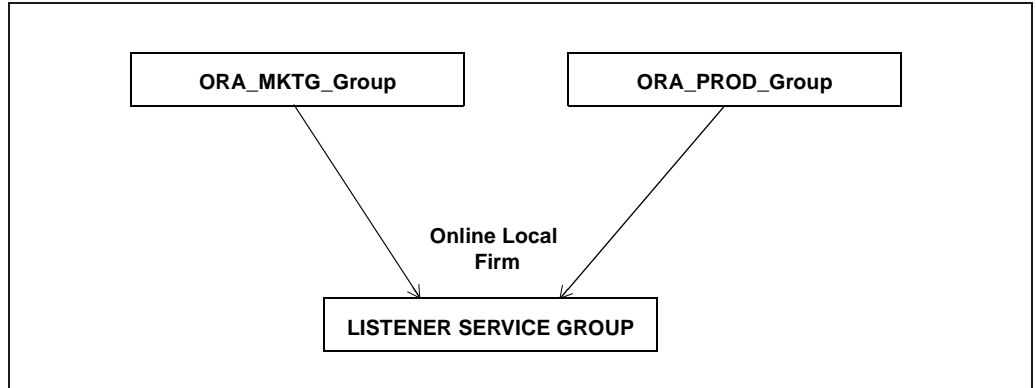 ORA_MKTG_Group
ORA_PROD_Group
Online Local
Firm
LISTENER SERVICE GROUP